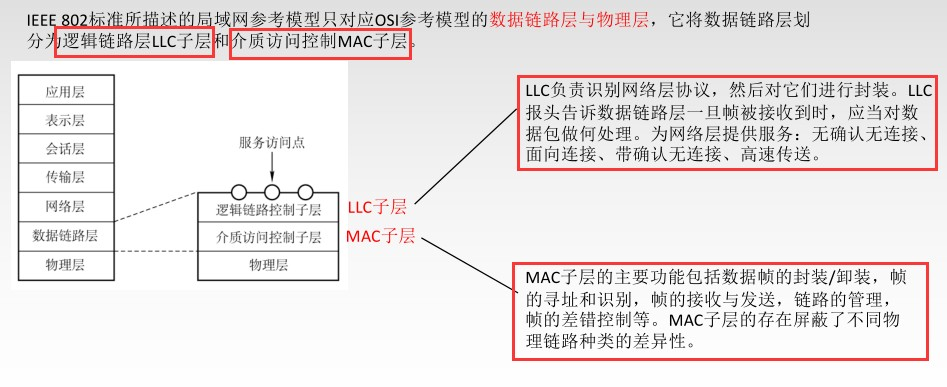 IEEE 802标准所描述的局域网参考模型只对应OSI参考模型的数据链路层与物理层，它将数据链路层划
分为逻辑链路层LLC子层和介质访问控制MAC子层。
应用层
表示层
会话层
传输层
网络层
数据链路层
物理层
服务访问点
逻辑链路控制子层
介质访问控制子层
物理层
LLC子层
MAC子层
LLC负责识别网络层协议，然后对它们进行封装。LLC
报头告诉数据链路层一旦帧被接收到时，应当对数
据包做何处理。为网络层提供服务：无确认无连接、
面向连接、带确认无连接、高速传送。
MAC子层的主要功能包括数据帧的封装/卸装，帧
的寻址和识别，帧的接收与发送，链路的管理，
帧的差错控制等。MAC子层的存在屏蔽了不同物
理链路种类的差异性。